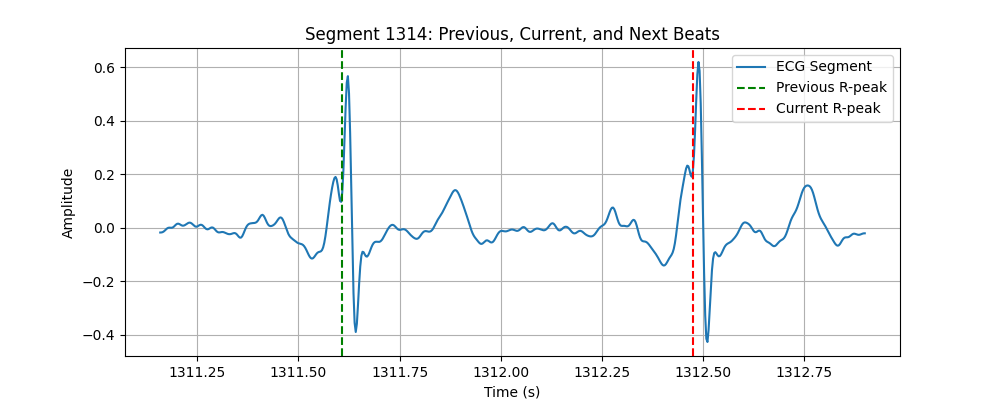 Segment 1314: Previous, Current, and Next Beats
ECG Segment
Previous R-peak
Current R-peak
Amplitude
0.6
0.4
0.2
0.0
−0.2
−0.4
1311.25 1311.50 1311.75 1312.00 1312.25 1312.50 1312.75
Time (s)